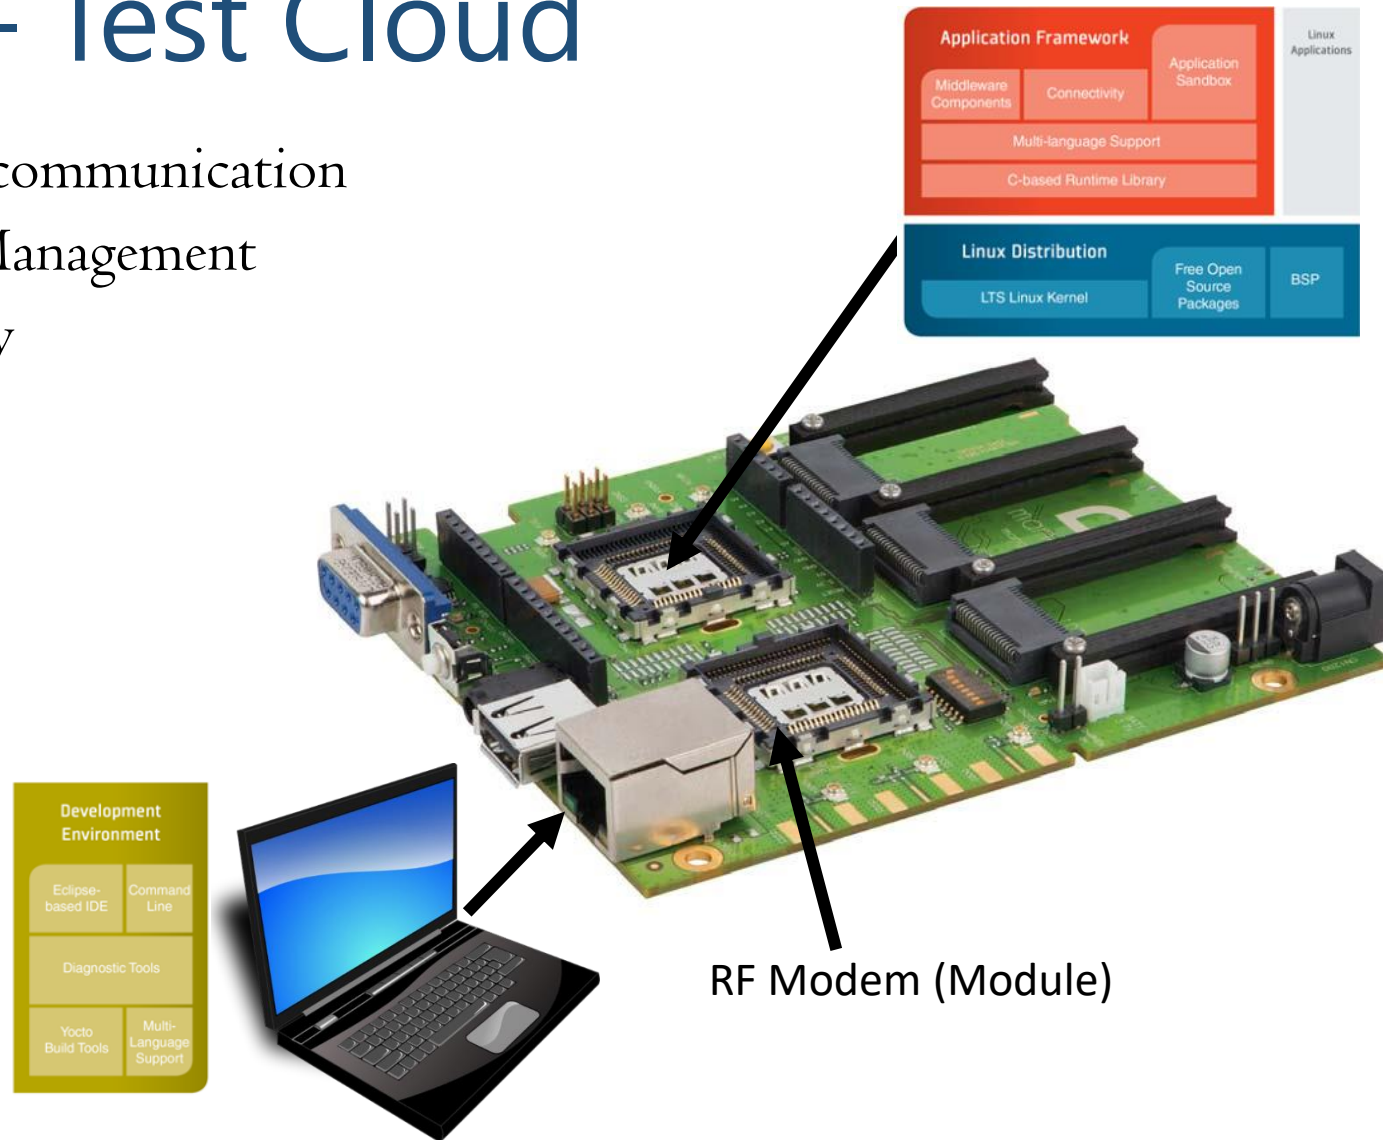 - Test Cloud
communication
Management
y
Application Framework
Middleware
Components
Connectivity
Application
Sandbox
Multi-language Support
C-based Runtime Library
Linux
Applications
Linux Distribution
LTS Linux Kernel
Free Open
Source
Packages
BSP
Development
Environment
Eclipse-
based IDE
Command
Line
Diagnostic Tools
Yocto
Build Tools
Multi-
Language
Support
RF Modem (Module)